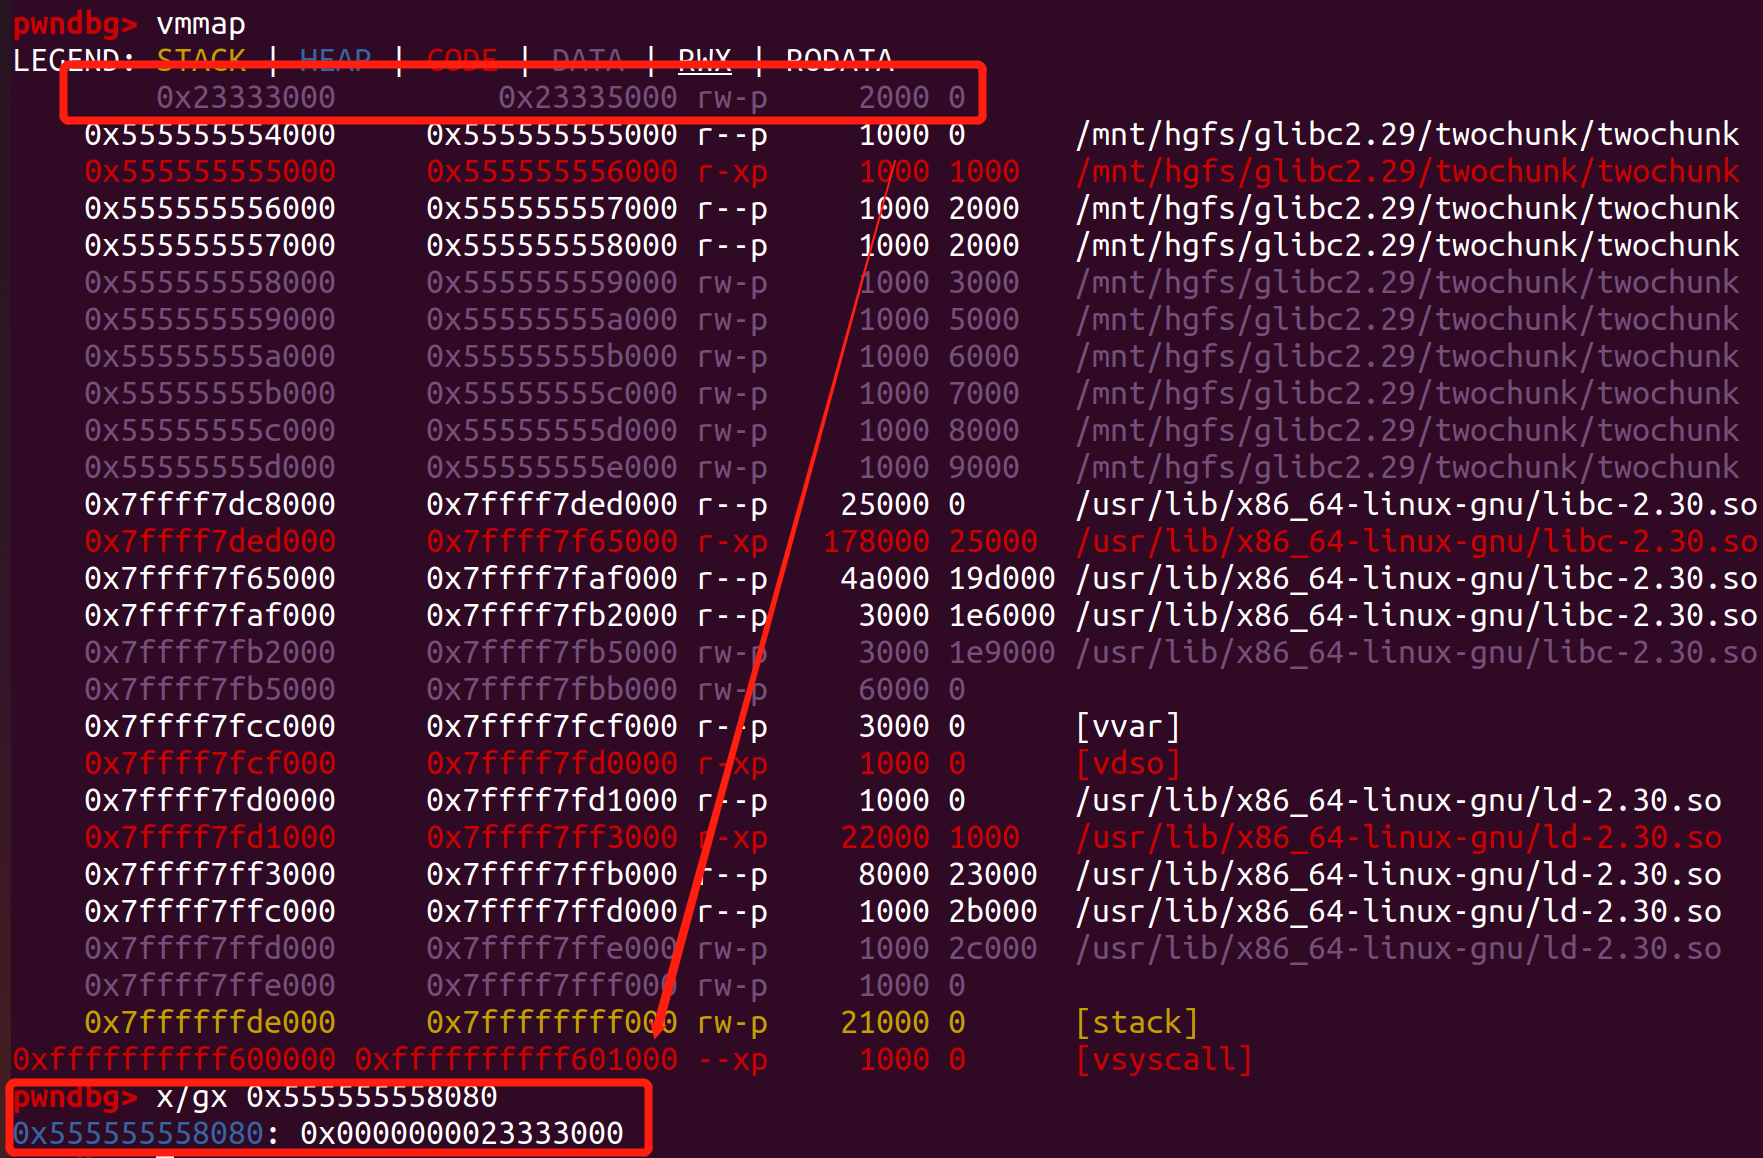 pwndbg> vmmap
LEGEND: STACK | HEAP | CODE | DATA | RWX | RODATA
0x23333000 0x23335000 rw-p 2000 0
0x555555554000 0x555555555000 r--p 1000 0 /mnt/hgfs/glibc2.29/twochunk/twochunk
0x555555555000 0x555555556000 r-xp 1000 1000 /mnt/hgfs/glibc2.29/twochunk/twochunk
0x555555556000 0x555555557000 r--p 1000 2000 /mnt/hgfs/glibc2.29/twochunk/twochunk
0x555555557000 0x555555558000 r--p 1000 2000 /mnt/hgfs/glibc2.29/twochunk/twochunk
0x555555558000 0x555555559000 rw-p 1000 3000 /mnt/hgfs/glibc2.29/twochunk/twochunk
0x555555559000 0x55555555a000 rw-p 1000 5000 /mnt/hgfs/glibc2.29/twochunk/twochunk
0x55555555a000 0x55555555b000 rw-p 1000 6000 /mnt/hgfs/glibc2.29/twochunk/twochunk
0x55555555b000 0x55555555c000 rw-p 1000 7000 /mnt/hgfs/glibc2.29/twochunk/twochunk
0x55555555c000 0x55555555d000 rw-p 1000 8000 /mnt/hgfs/glibc2.29/twochunk/twochunk
0x55555555d000 0x55555555e000 rw-p 1000 9000 /mnt/hgfs/glibc2.29/twochunk/twochunk
0x7ffff7dc8000 0x7ffff7ded000 r--p 25000 0 /usr/lib/x86_64-linux-gnu/libc-2.30.so
0x7ffff7ded000 0x7ffff7f65000 r-xp 178000 25000 /usr/lib/x86_64-linux-gnu/libc-2.30.so
0x7ffff7f65000 0x7ffff7faf000 r--p 4a000 19d000 /usr/lib/x86_64-linux-gnu/libc-2.30.so
0x7ffff7faf000 0x7ffff7fb2000 r--p 3000 1e6000 /usr/lib/x86_64-linux-gnu/libc-2.30.so
0x7ffff7fb2000 0x7ffff7fb5000 rw-p 3000 1e9000 /usr/lib/x86_64-linux-gnu/libc-2.30.so
0x7ffff7fb5000 0x7ffff7fbb000 rw-p 6000 0
0x7ffff7fcc000 0x7ffff7fcf000 r--p 3000 0 [vvar]
0x7ffff7fcf000 0x7ffff7fd0000 r-xp 1000 0 [vdso]
0x7ffff7fd0000 0x7ffff7fd1000 r--p 1000 0 /usr/lib/x86_64-linux-gnu/ld-2.30.so
0x7ffff7fd1000 0x7ffff7ff3000 r-xp 22000 1000 /usr/lib/x86_64-linux-gnu/ld-2.30.so
0x7ffff7ff3000 0x7ffff7ffb000 r--p 8000 23000 /usr/lib/x86_64-linux-gnu/ld-2.30.so
0x7ffff7ffc000 0x7ffff7ffd000 r--p 1000 2b000 /usr/lib/x86_64-linux-gnu/ld-2.30.so
0x7ffff7ffd000 0x7ffff7ffe000 rw-p 1000 2c000 /usr/lib/x86_64-linux-gnu/ld-2.30.so
0x7ffff7ffe000 0x7ffff7fff000 rw-p 1000 0
0x7ffffffde000 0x7ffffffff000 rw-p 21000 0 [stack]
0xffffffffff600000 0xffffffffff601000 --xp 1000 0 [vsyscall]
pwndbg> x/gx 0x555555558080
0x555555558080: 0x0000000023333000